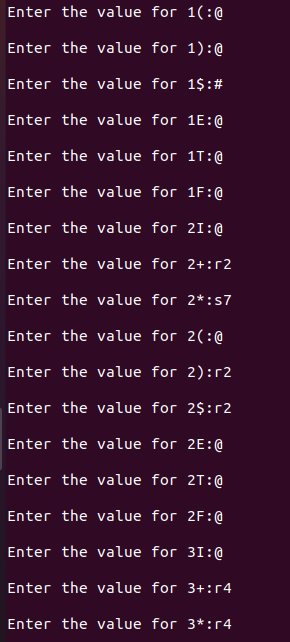 Enter the value for 1(:@
Enter the value for 1):@
Enter the value for 1$:#
Enter the value for 1E:@
Enter the value for 1T:@
Enter the value for 1F:@
Enter the value for 2I:@
Enter the value for 2+:r2
Enter the value for 2*:s7
Enter the value for 2(:@
Enter the value for 2):r2
Enter the value for 2$:r2
Enter the value for 2E:@
Enter the value for 2T:@
Enter the value for 2F:@
Enter the value for 3I:@
Enter the value for 3+:r4
Enter the value for 3*:r4